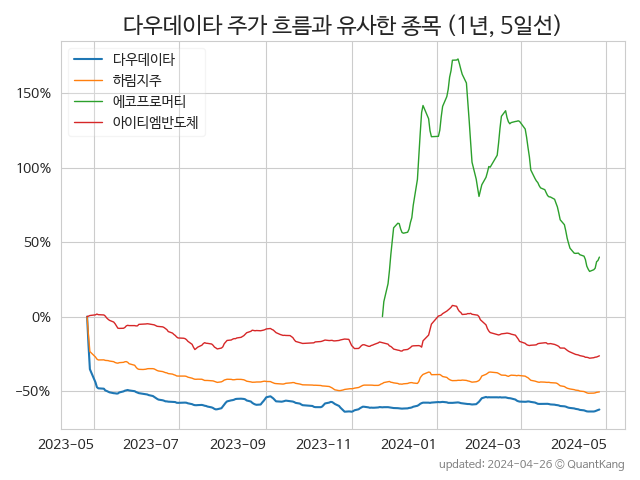 다우데이타 주가 흐름과 유사한 종목 (1년, 5일선)
다우데이타
하림지주
에코프로머티
아이티엠반도체
150%
100%
50%
0%
−50%
2023-05 2023-07 2023-09 2023-11 2024-01 2024-03 2024-05
updated: 2024-04-26 © QuantKang